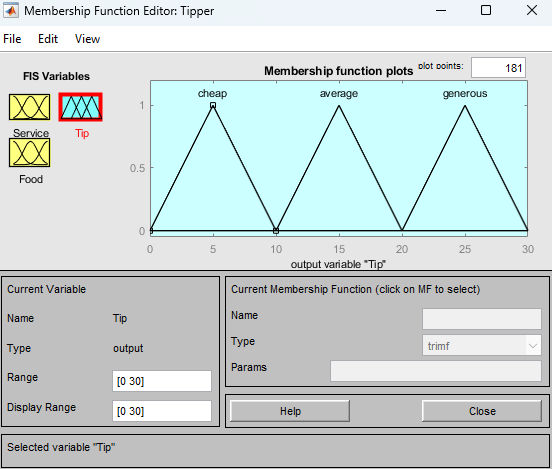 Membership Function Editor: Tipper
File Edit View
FIS Variables
Membership function plots plot points: 181
Service Tip
Food
cheap average generous
1
0.5
0
0 5 10 15 20 25 30
output variable "Tip"
Current Variable
Name Tip
Type output
Range [0 30]
Display Range [0 30]
Current Membership Function (click on MF to select)
Name
Type trimf
Params
Help Close
Selected variable "Tip"